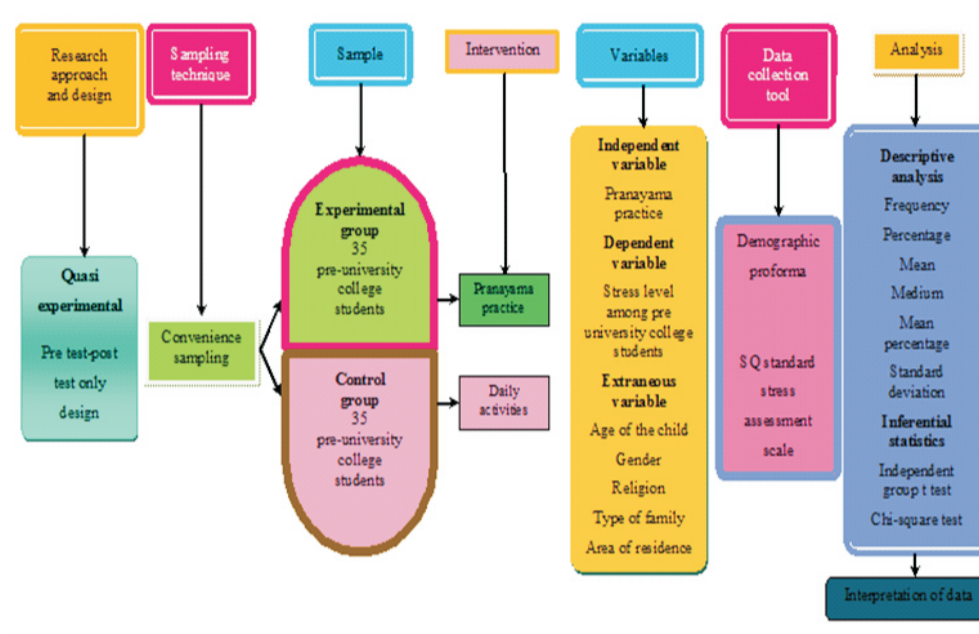 Research
approach
and design
Quasi
experimental
Pre test-post
test only
design
Sampling
technique
Convenience
sampling
Sample
Experimental
group
35
pre-university
college
students
Control
group
35
pre-university
college
students
Intervention
Pranayama
practice
Daily
activities
Variables
Independent
variable
Pranayama
practice
Dependent
variable
Stress level
among pre
university college
students
Extraneous
variable
Age of the child
Gender
Religion
Type of family
Area of residence
Data
collection
tool
Demographic
proforma
SQ standard
stress
assessment
scale
Analysis
Descriptive
analysis
Frequency
Percentage
Mean
Medium
Mean
percentage
Standard
deviation
Inferential
statistics
Independent
group t test
Chi-square test
Interpretation of data